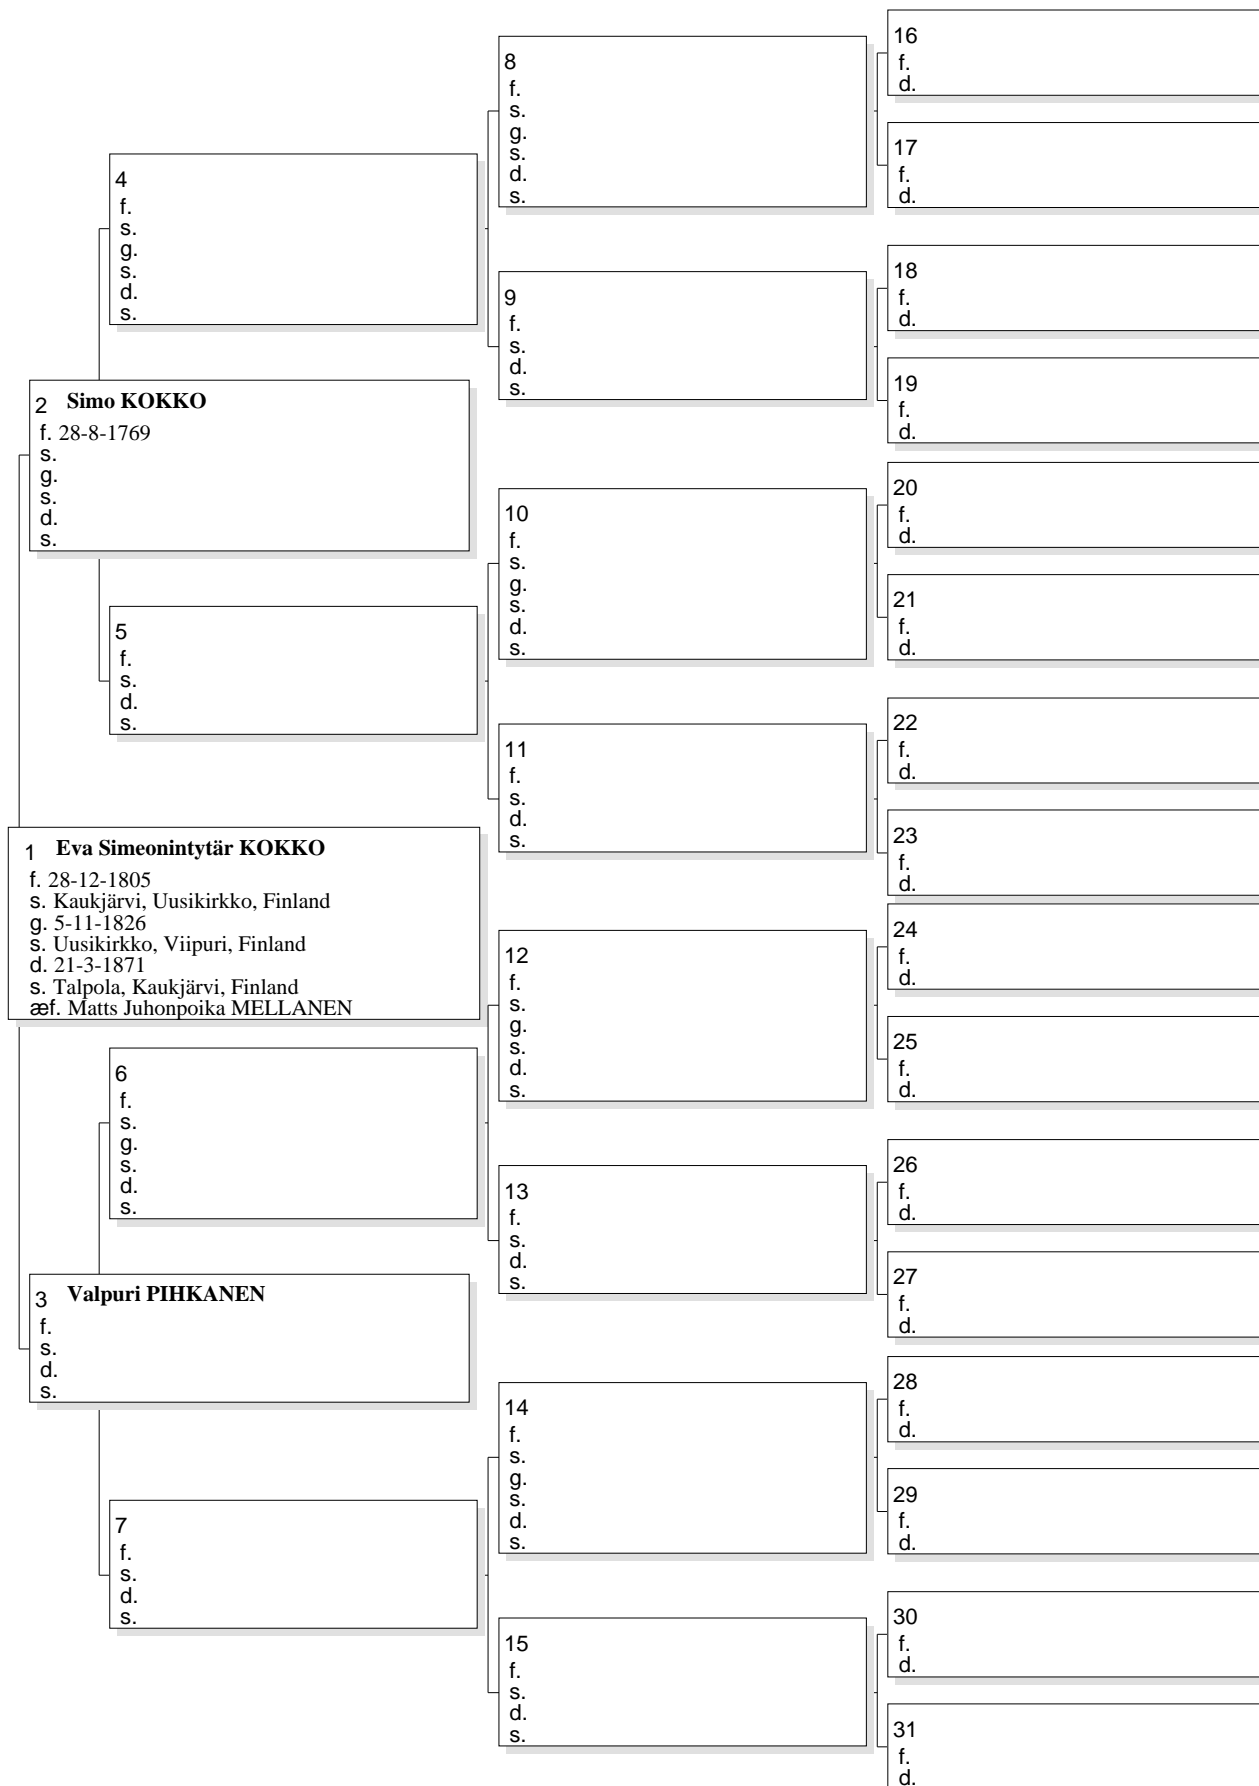 16
f.
d.
8
f.
s.
g.
s.
d.
s.
17
f.
d.
4
f.
s.
g.
s.
d.
s.
18
f.
d.
9
f.
s.
d.
s.
19
f.
d.
2 Simo KOKKO
f. 28-8-1769
s.
g.
s.
d.
s.
20
f.
d.
10
f.
s.
g.
s.
d.
s.
21
f.
d.
5
f.
s.
d.
s.
22
f.
d.
11
f.
s.
d.
s.
23
f.
d.
1 Eva Simeonintytär KOKKO
f. 28-12-1805
s. Kaukjärvi, Uusikirkko, Finland
g. 5-11-1826
s. Uusikirkko, Viipuri, Finland
d. 21-3-1871
s. Talpola, Kaukjärvi, Finland
æf. Matts Juhonpoika MELLANEN
24
f.
d.
12
f.
s.
g.
s.
d.
s.
25
f.
d.
6
f.
s.
g.
s.
d.
s.
26
f.
d.
13
f.
s.
d.
s.
27
f.
d.
3 Valpuri PIHKANEN
f.
s.
d.
s.
28
f.
d.
14
f.
s.
g.
s.
d.
s.
29
f.
d.
7
f.
s.
d.
s.
30
f.
d.
15
f.
s.
d.
s.
31
f.
d.